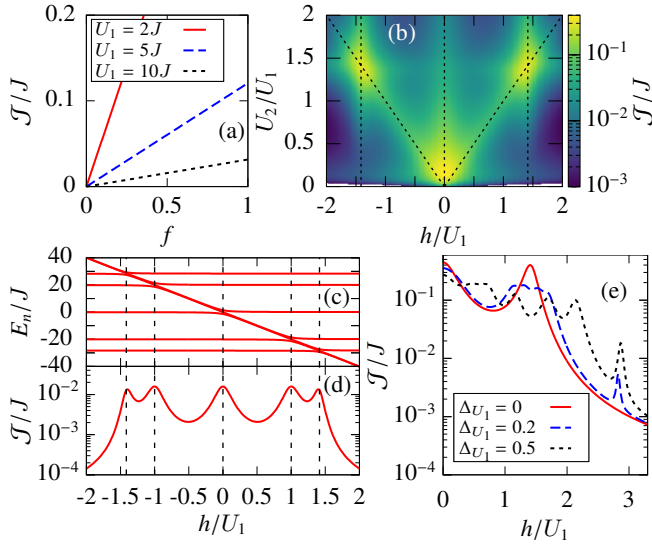 U₁ = 2J
U₁ = 5J
U₁ = 10J
(a)
0.2
0.1
0
𝒥/J
0 0.5 1
f
(b)
2
1.5
1
0.5
0
U₂/U₁
-2 -1 0 1 2
h/U₁
10⁻¹
10⁻²
10⁻³
𝒥/J
(c)
40
20
0
-20
-40
Eₙ/J
(d)
10⁻²
10⁻³
10⁻⁴
𝒥/J
-2 -1.5 -1 -0.5 0 0.5 1 1.5 2
h/U₁
(e)
10⁻¹
10⁻²
10⁻³
10⁻⁴
𝒥/J
Δ_U₁ = 0
Δ_U₁ = 0.2
Δ_U₁ = 0.5
0 1 2 3
h/U₁